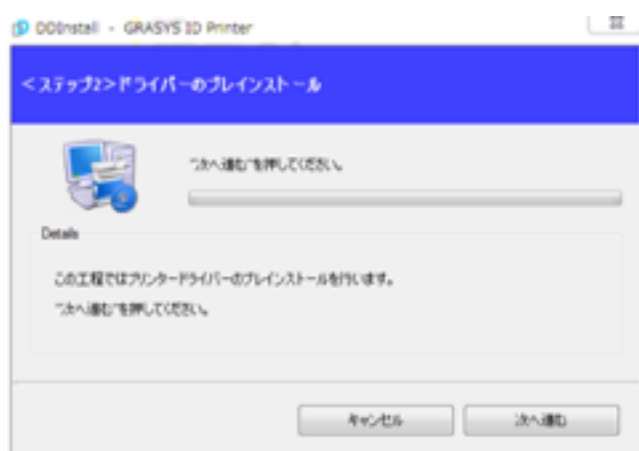 DDInstall - GRASYS ID Printer
<ステップ2>ドライバーのプレインストール
"次へ進む"を押してください。
Details
この工程ではプリンタードライバーのプレインストールを行います。
"次へ進む"を押してください。
キャンセル
次へ進む